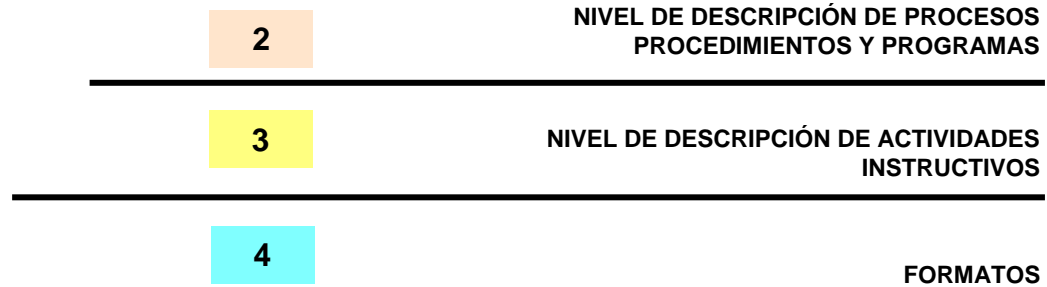 2
NIVEL DE DESCRIPCIÓN DE PROCESOS
PROCEDIMIENTOS Y PROGRAMAS
3
NIVEL DE DESCRIPCIÓN DE ACTIVIDADES
INSTRUCTIVOS
4
FORMATOS